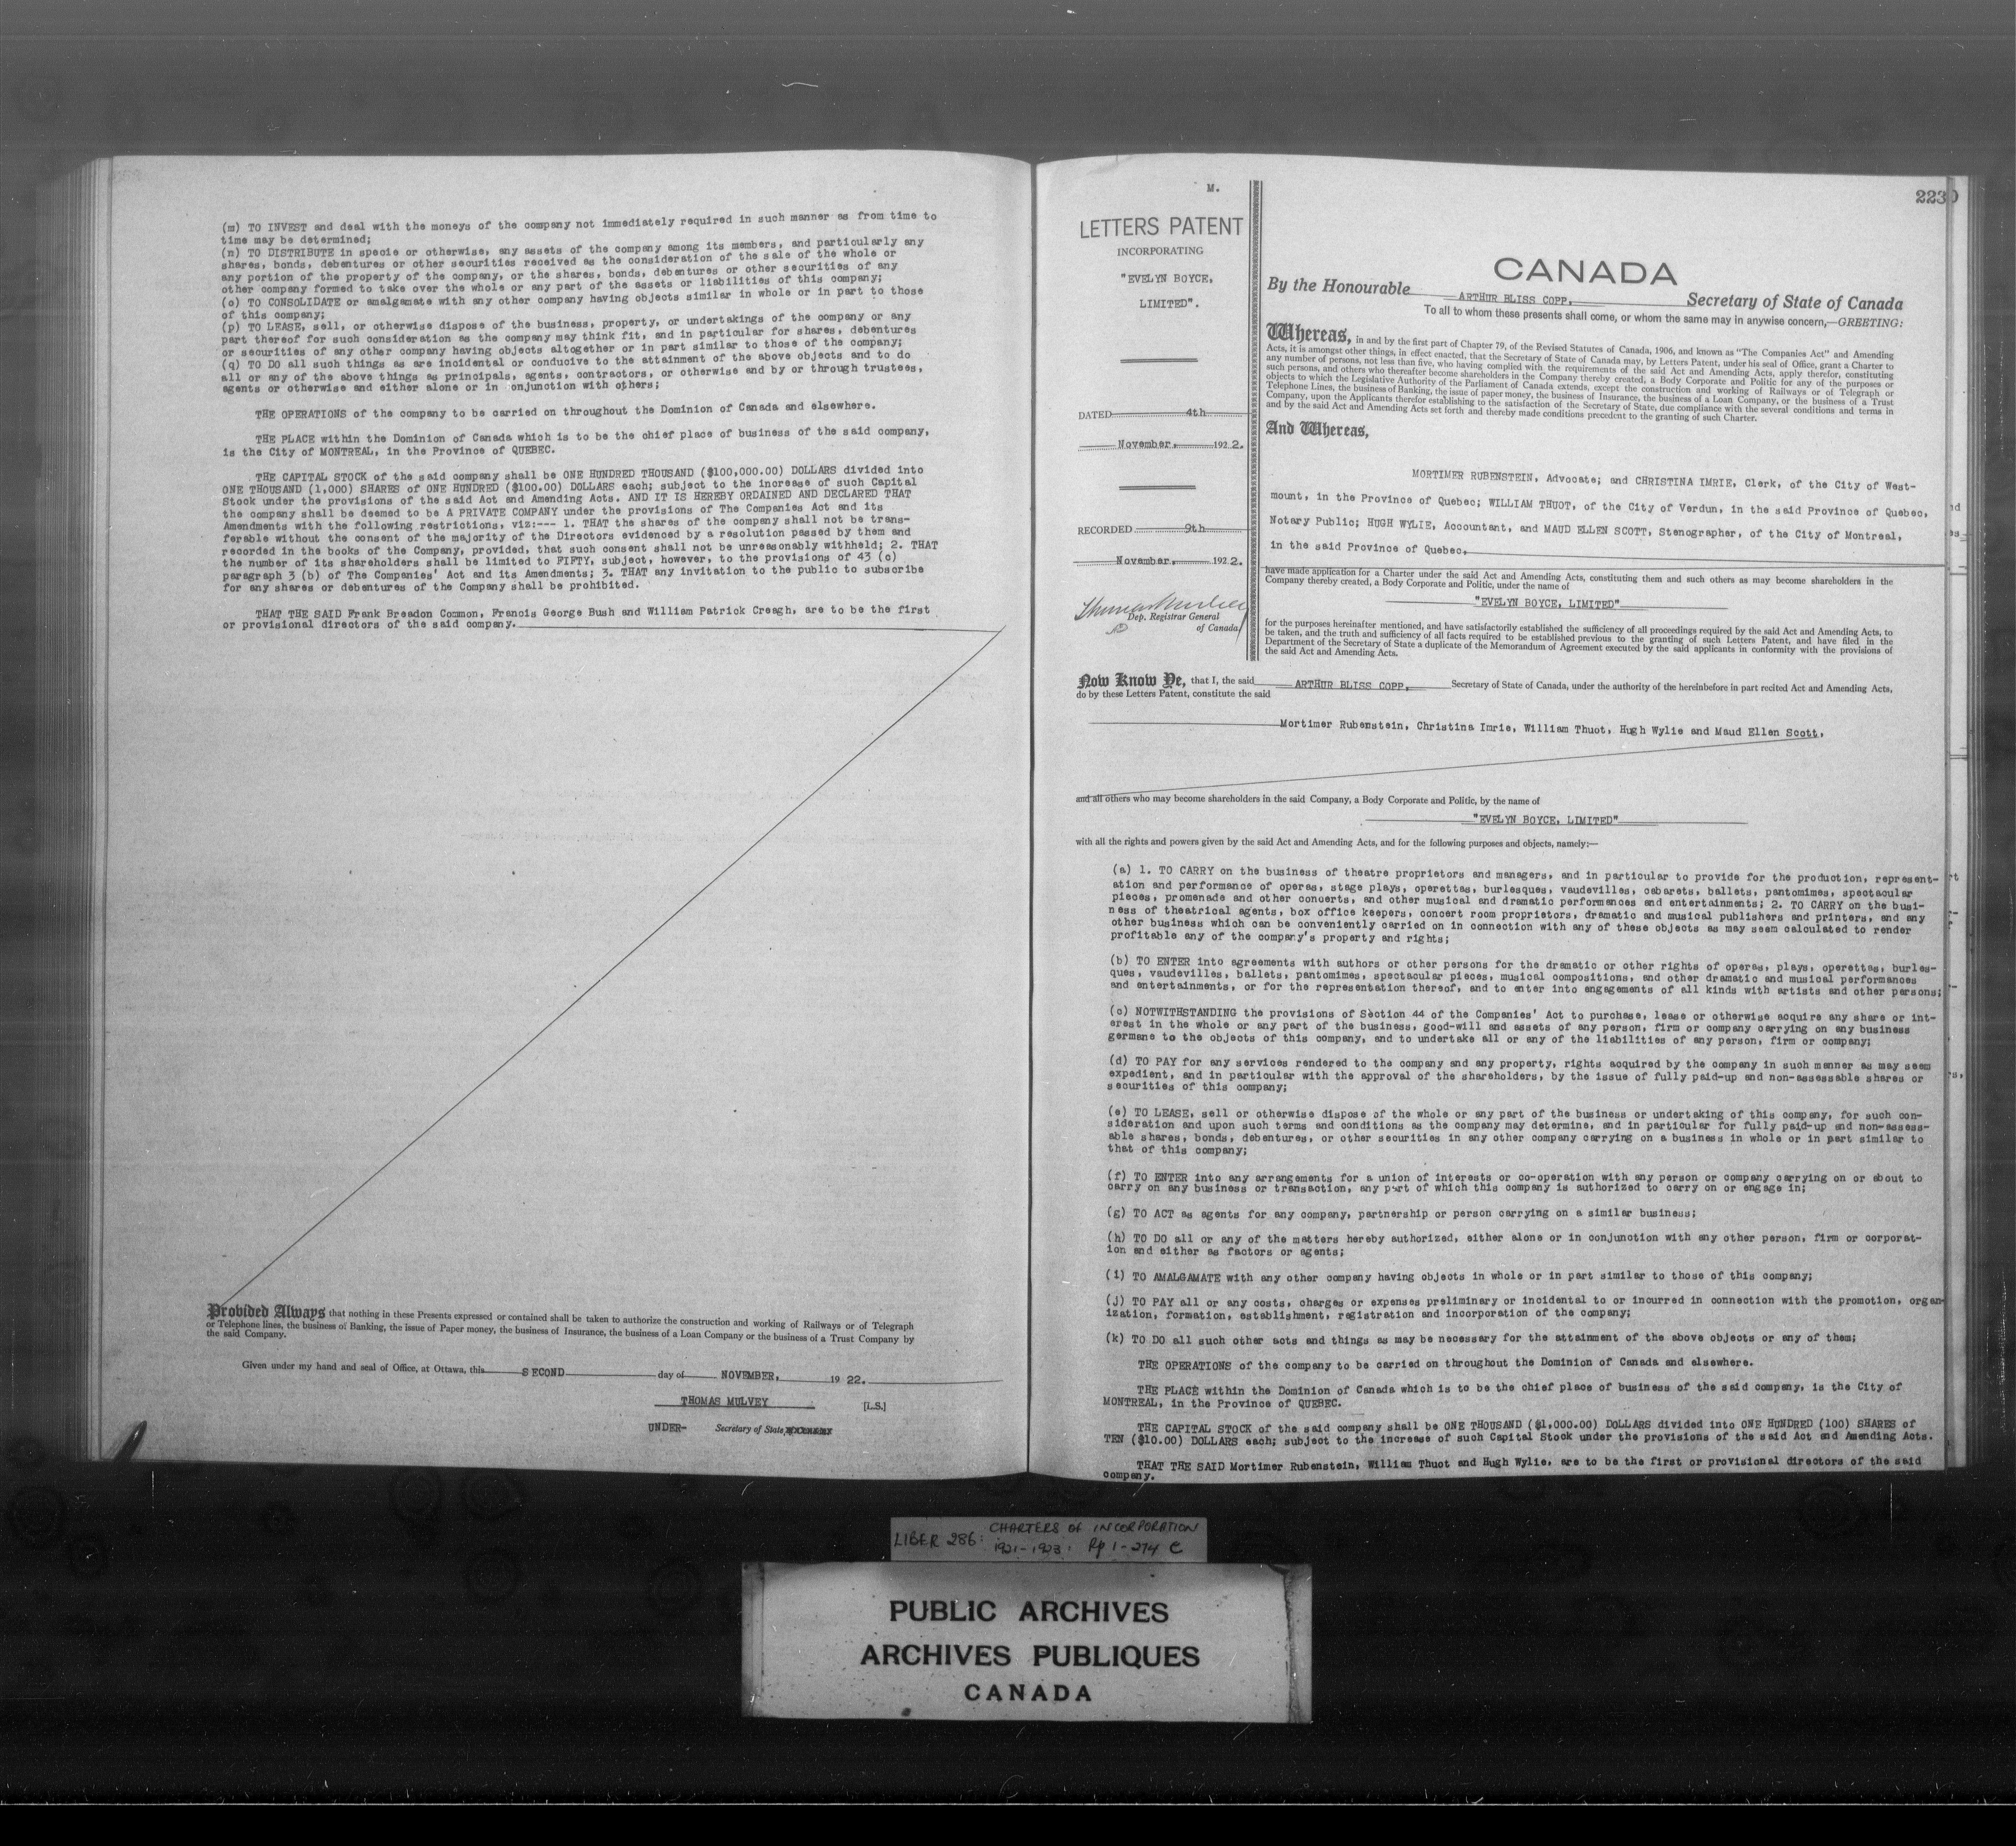 (m) TO INVEST and deal with the moneys of the company not immediately required in such manner as from time to
time may be determined;
(n) TO DISTRIBUTE in specie or otherwise, any assets of the company among its members, and particularly any
shares, bonds, debentures or other securities received as the consideration of the sale of the whole or
any portion of the property of the company, or the shares, bonds, debentures or other securities of any
other company formed to take over the whole or any part of the assets or liabilities of this company;
(o) TO CONSOLIDATE or amalgamate with any other company having objects similar in whole or in part to those
of this company;
(p) TO LEASE, sell, or otherwise dispose of the business, property, or undertakings of the company or any
part thereof for such consideration as the company may think fit, and in particular for shares, debentures
or securities of any other company having objects altogether or in part similar to those of the company;
(q) TO DO all such things as are incidental or conducive to the attainment of the above objects and to do
all or any of the above things as principals, agents, contractors, or otherwise and by or through trustees,
agents or otherwise and either alone or in onjunction with others;
THE OPERATIONS of the company to be carried on throughout the Dominion of Canada and elsewhere.
THE PLACE within the Dominion of Canada which is to be the chief place of business of the said company,
is the City of MONTREAL, in the Province of QUEBEC.
THE CAPITAL STOCK of the said company shall be ONE HUNDRED THOUSAND ($100,000.00) DOLLARS divided into
ONE THOUSAND (1,000) SHARES of ONE HUNDRED ($100.00) DOLLARS each; subject to the increase of such Capital
Stock under the provisions of the said Act and Amending Acts. AND IT IS HEREBY ORDAINED AND DECLARED THAT
the company shall be deemed to be A PRIVATE COMPANY under the provisions of The Companies Act and its
Amendments with the following restrictions, viz:--- 1. THAT the shares of the company shall not be trans-
ferable without the consent of the majority of the Directors evidenced by a resolution passed by them and
recorded in the books of the Company, provided, that such consent shall not be unreasonably withheld; 2. THAT
the number of its shareholders shall be limited to FIFTY, subject, however, to the provisions of 43 (c)
paragraph 3 (b) of The Companies' Act and its Amendments; 3. THAT any invitation to the public to subscribe
for any shares or debentures of the Company shall be prohibited.
THAT THE SAID Frank Breadon Common, Francis George Bush and William Patrick Creagh, are to be the first
or provisional directors of the said company.
Provided Always that nothing in these Presents expressed or contained shall be taken to authorize the construction and working of Railways or of Telegraph
or Telephone lines, the business of Banking, the issue of Paper money, the business of Insurance, the business of a Loan Company or the business of a Trust Company by
the said Company.
Given under my hand and seal of Office, at Ottawa, this SECOND day of NOVEMBER, 19 22.
THOMAS MULVEY [L.S.]
UNDER- Secretary of State
M.
LETTERS PATENT
INCORPORATING
"EVELYN BOYCE,
LIMITED".
DATED 4th
November, 192 2.
RECORDED 9th
November, 192 2.
Thomas Mulvey
Dep. Registrar General
of Canada
2230
CANADA
By the Honourable ARTHUR BLISS COPP, Secretary of State of Canada
To all to whom these presents shall come, or whom the same may in anywise concern,—GREETING:
Whereas, in and by the first part of Chapter 79, of the Revised Statutes of Canada, 1906, and known as "The Companies Act" and Amending
Acts, it is amongst other things, in effect enacted, that the Secretary of State of Canada may, by Letters Patent, under his seal of Office, grant a Charter to
any number of persons, not less than five, who having complied with the requirements of the said Act and Amending Acts, apply therefor, constituting
such persons, and others who thereafter become shareholders in the Company thereby created, a Body Corporate and Politic for any of the purposes or
objects to which the Legislative Authority of the Parliament of Canada extends, except the construction and working of Railways or of Telegraph or
Telephone Lines, the business of Banking, the issue of paper money, the business of Insurance, the business of a Loan Company, or the business of a Trust
Company, upon the Applicants therefor establishing to the satisfaction of the Secretary of State, due compliance with the several conditions and terms in
and by the said Act and Amending Acts set forth and thereby made conditions precedent to the granting of such Charter.
And Whereas,
MORTIMER RUBENSTEIN, Advocate; and CHRISTINA IMRIE, Clerk, of the City of West-
mount, in the Province of Quebec; WILLIAM THUOT, of the City of Verdun, in the said Province of Quebec,
Notary Public; HUGH WYLIE, Accountant, and MAUD ELLEN SCOTT, Stenographer, of the City of Montreal,
in the said Province of Quebec,
have made application for a Charter under the said Act and Amending Acts, constituting them and such others as may become shareholders in the
Company thereby created, a Body Corporate and Politic, under the name of
"EVELYN BOYCE, LIMITED"
for the purposes hereinafter mentioned, and have satisfactorily established the sufficiency of all proceedings required by the said Act and Amending Acts, to
be taken, and the truth and sufficiency of all facts required to be established previous to the granting of such Letters Patent, and have filed in the
Department of the Secretary of State a duplicate of the Memorandum of Agreement executed by the said applicants in conformity with the provisions of
the said Act and Amending Acts.
Now Know Ye, that I, the said ARTHUR BLISS COPP, Secretary of State of Canada, under the authority of the hereinbefore in part recited Act and Amending Acts,
do by these Letters Patent, constitute the said
Mortimer Rubenstein, Christina Imrie, William Thuot, Hugh Wylie and Maud Ellen Scott,
and all others who may become shareholders in the said Company, a Body Corporate and Politic, by the name of
"EVELYN BOYCE, LIMITED"
with all the rights and powers given by the said Act and Amending Acts, and for the following purposes and objects, namely:—
(a) 1. TO CARRY on the business of theatre proprietors and managers, and in particular to provide for the production, represent-
ation and performance of operas, stage plays, operettas, burlesques, vaudevilles, cabarets, ballets, pantomimes, spectacular
pieces, promenade and other concerts, and other musical and dramatic performances and entertainments; 2. TO CARRY on the busi-
ness of theatrical agents, box office keepers, concert room proprietors, dramatic and musical publishers and printers, and any
other business which can be conveniently carried on in connection with any of these objects as may seem calculated to render
profitable any of the company's property and rights;
(b) TO ENTER into agreements with authors or other persons for the dramatic or other rights of operas, plays, operettas, burles-
ques, vaudevilles, ballets, pantomimes, spectacular pieces, musical compositions, and other dramatic and musical performances
and entertainments, or for the representation thereof, and to enter into engagements of all kinds with artists and other persons;
(c) NOTWITHSTANDING the provisions of Section 44 of the Companies' Act to purchase, lease or otherwise acquire any share or int-
erest in the whole or any part of the business, good-will and assets of any person, firm or company carrying on any business
germane to the objects of this company, and to undertake all or any of the liabilities of any person, firm or company;
(d) TO PAY for any services rendered to the company and any property, rights acquired by the company in such manner as may seem
expedient, and in particular with the approval of the shareholders, by the issue of fully paid-up and non-assessable shares or
securities of this company;
(e) TO LEASE, sell or otherwise dispose of the whole or any part of the business or undertaking of this company, for such con-
sideration and upon such terms and conditions as the company may determine, and in particular for fully paid-up and non-assess-
able shares, bonds, debentures, or other securities in any other company carrying on a business in whole or in part similar to
that of this company;
(f) TO ENTER into any arrangements for a union of interests or co-operation with any person or company carrying on or about to
carry on any business or transaction, any part of which this company is authorized to carry on or engage in;
(g) TO ACT as agents for any company, partnership or person carrying on a similar business;
(h) TO DO all or any of the matters hereby authorized, either alone or in conjunction with any other person, firm or corporat-
ion and either as factors or agents;
(i) TO AMALGAMATE with any other company having objects in whole or in part similar to those of this company;
(j) TO PAY all or any costs, charges or expenses preliminary or incidental to or incurred in connection with the promotion, organ-
ization, formation, establishment, registration and incorporation of the company;
(k) TO DO all such other acts and things as may be necessary for the attainment of the above objects or any of them;
THE OPERATIONS of the company to be carried on throughout the Dominion of Canada and elsewhere.
THE PLACE within the Dominion of Canada which is to be the chief place of business of the said company, is the City of
MONTREAL, in the Province of QUEBEC.
THE CAPITAL STOCK of the said company shall be ONE THOUSAND ($1,000.00) DOLLARS divided into ONE HUNDRED (100) SHARES of
TEN ($10.00) DOLLARS each; subject to the increase of such Capital Stock under the provisions of the said Act and Amending Acts.
THAT THE SAID Mortimer Rubenstein, William Thuot and Hugh Wylie, are to be the first or provisional directors of the said
company.
LIBER 286: CHARTERS of INCORPORATION
1921-1923. Pp 1-274 C
PUBLIC ARCHIVES
ARCHIVES PUBLIQUES
CANADA